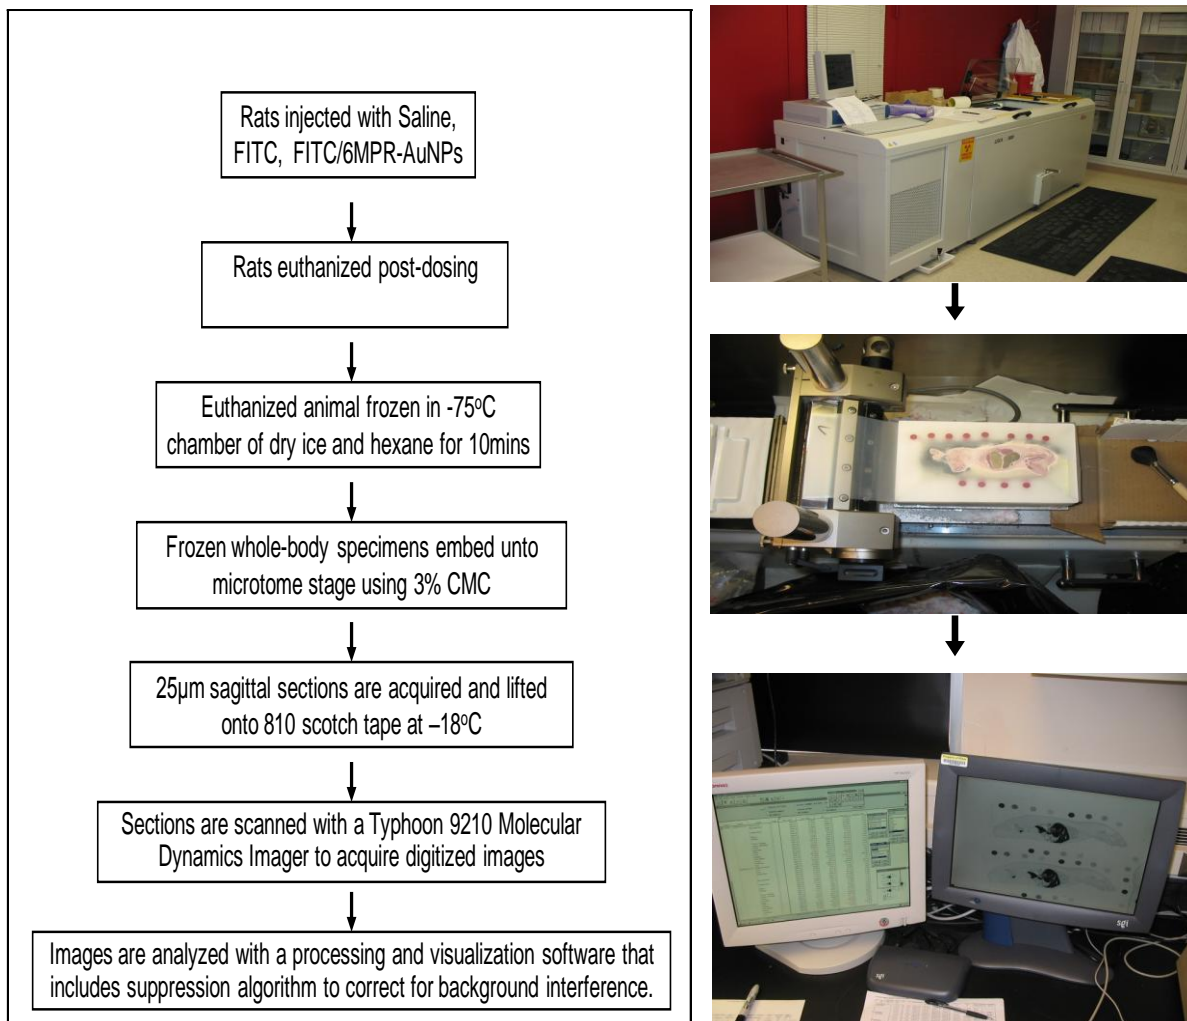 Rats injected with Saline,
FITC, FITC/6MPR-AuNPs
Rats euthanized post-dosing
Euthanized animal frozen in -75ºC
chamber of dry ice and hexane for 10mins
Frozen whole-body specimens embed unto
microtome stage using 3% CMC
25µm sagittal sections are acquired and lifted
onto 810 scotch tape at –18ºC
Sections are scanned with a Typhoon 9210 Molecular
Dynamics Imager to acquire digitized images
Images are analyzed with a processing and visualization software that
includes suppression algorithm to correct for background interference.
sgi